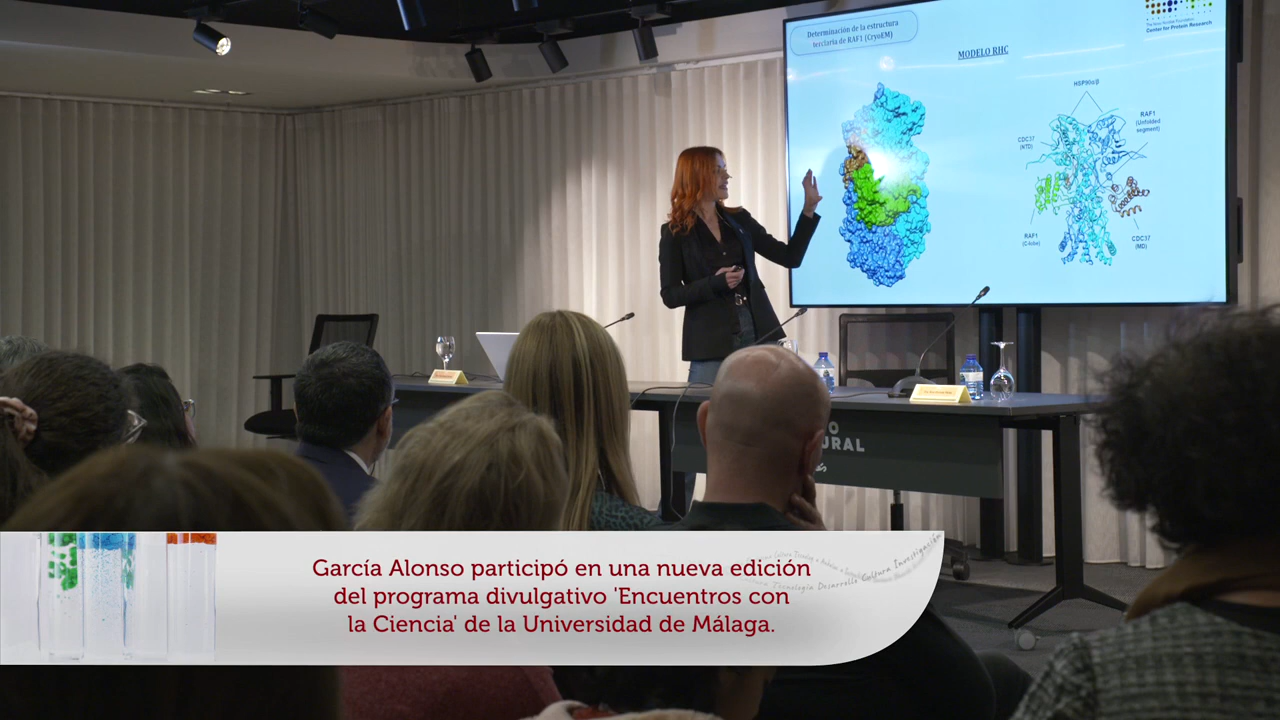 Determinación de la estructura
terciaria de RAF1 (CryoEM)
Center for Protein Research
MODELO RHC
HSP90α/β
RAF1
(Unfolded
segment)
CDC37
(NTD)
RAF1
(C-lobe)
CDC37
(MD)
O
URAL
García Alonso participó en una nueva edición
del programa divulgativo 'Encuentros con
la Ciencia' de la Universidad de Málaga.
Tecnología Desarrollo Cultura Investigación